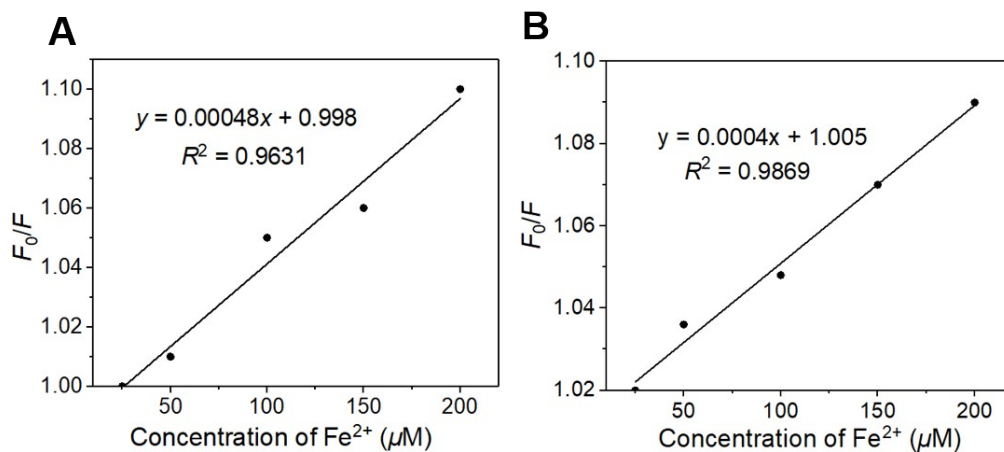 A
1.10
1.08
1.06
1.04
1.02
1.00
F₀/F
y = 0.00048x + 0.998
R² = 0.9631
50 100 150 200
Concentration of Fe²⁺ (μM)
B
1.10
1.08
1.06
1.04
1.02
F₀/F
y = 0.0004x + 1.005
R² = 0.9869
50 100 150 200
Concentration of Fe²⁺ (μM)